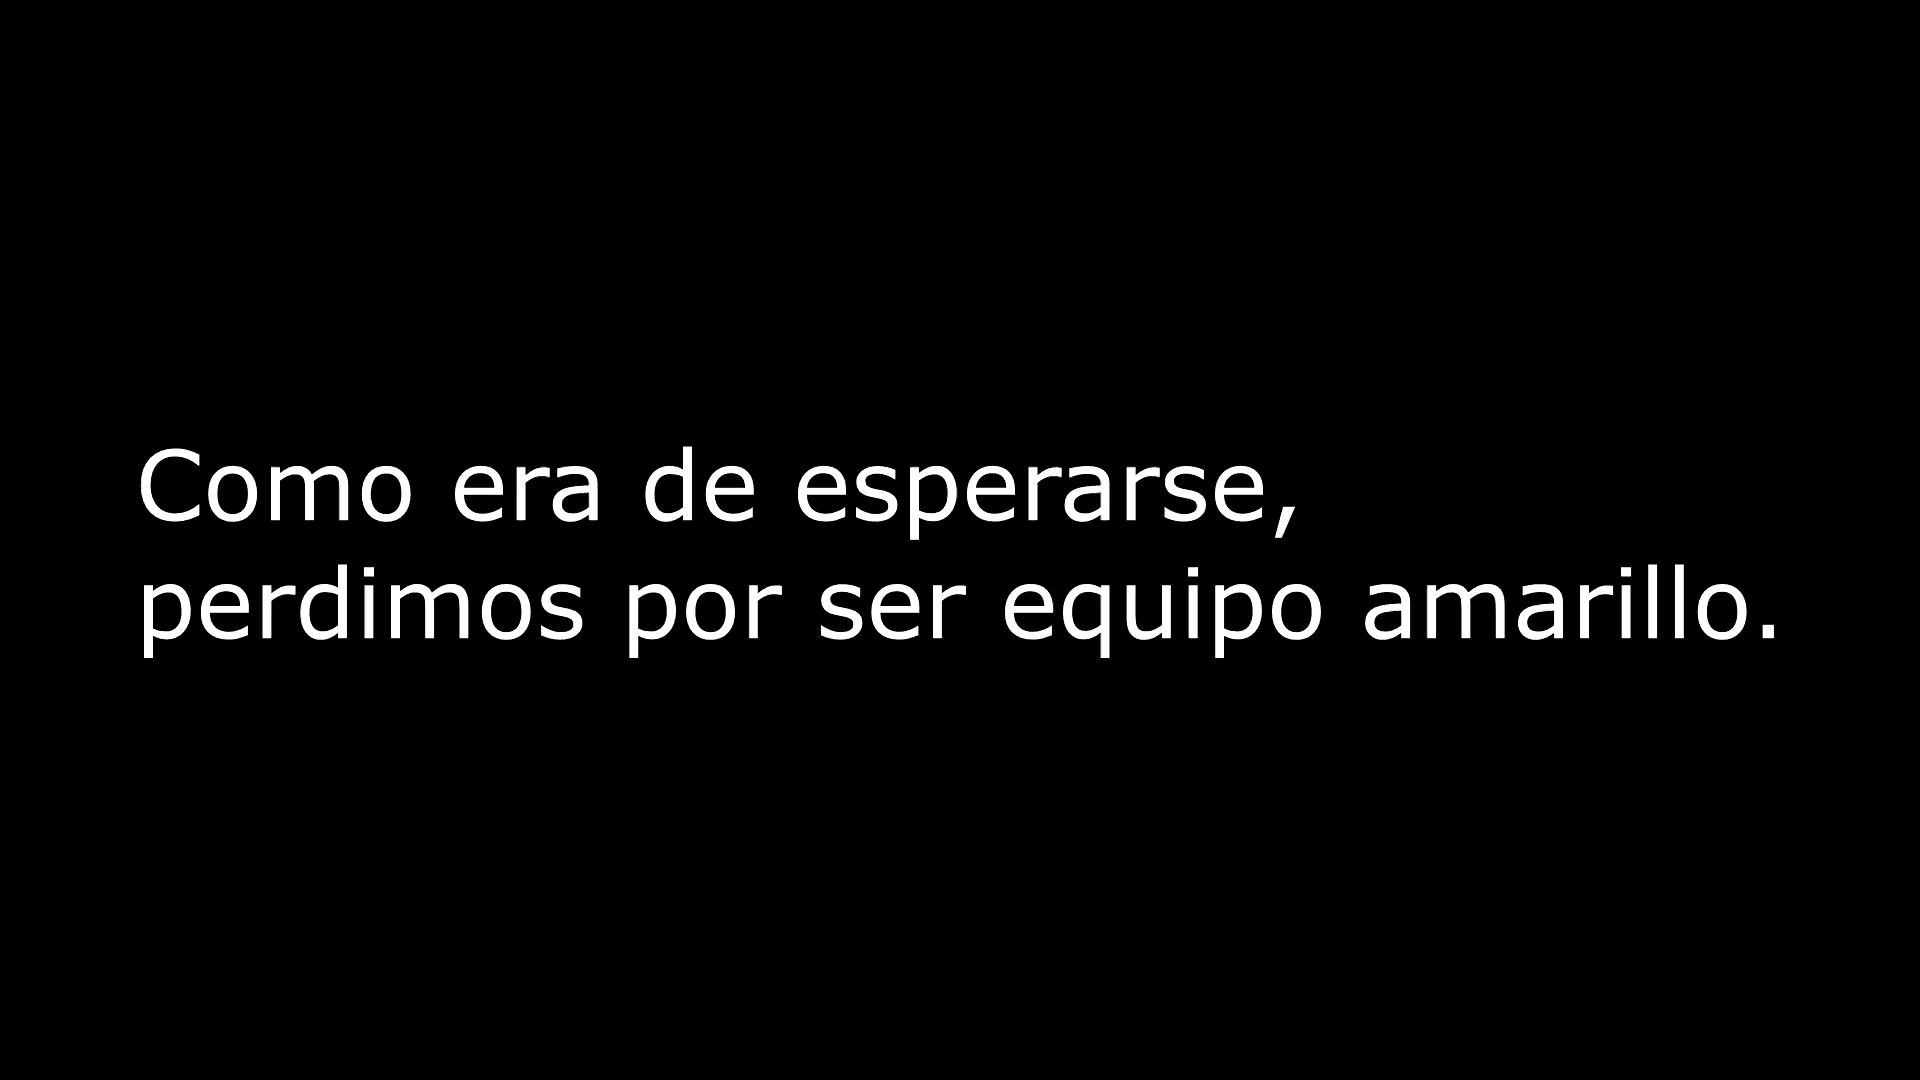 Como era de esperarse,
perdimos por ser equipo amarillo.